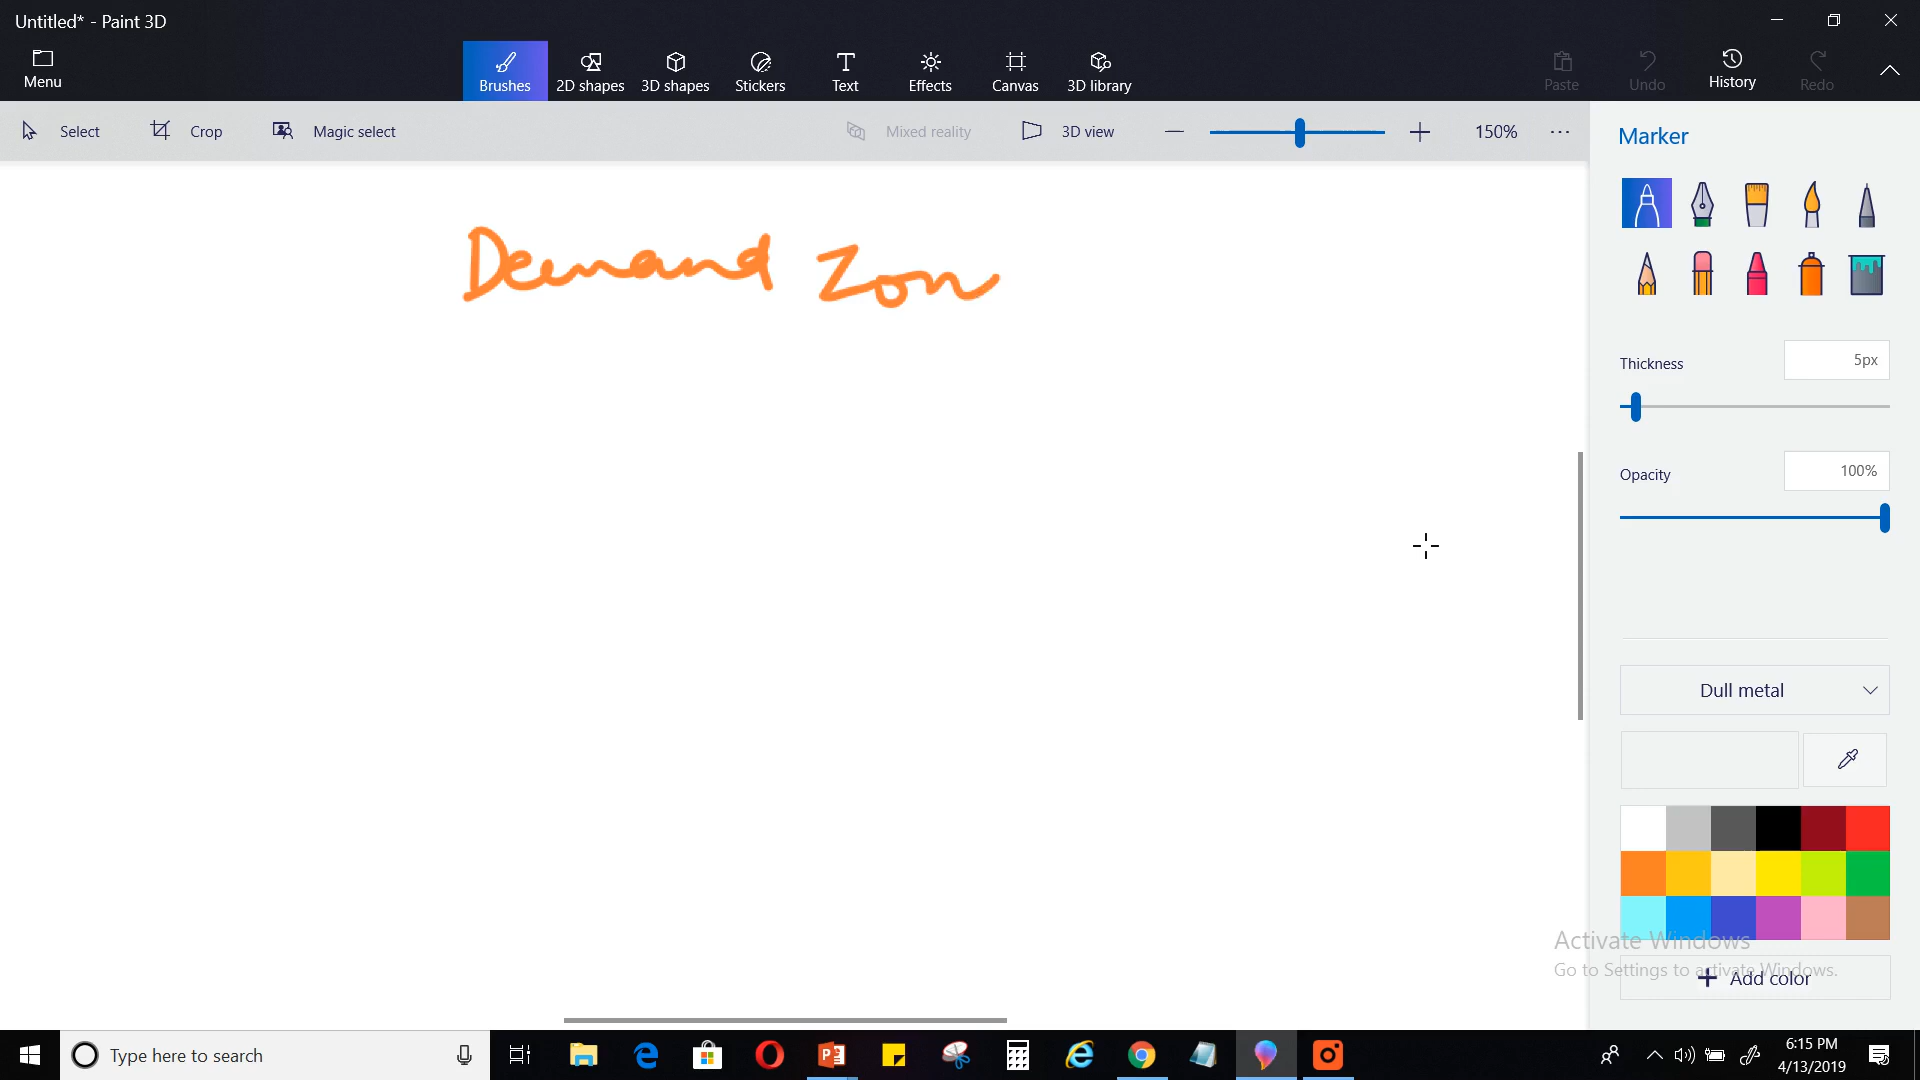 Untitled* - Paint 3D
Menu
Brushes 2D shapes 3D shapes Stickers Text Effects Canvas 3D library Paste Undo History Redo
Select Crop Magic select Mixed reality 3D view 150%
Marker
Demand Zon
Thickness 5px
Opacity 100%
Dull metal
Activate Windows
Go to Settings to activate Windows.
Add color
Type here to search
6:15 PM
4/13/2019